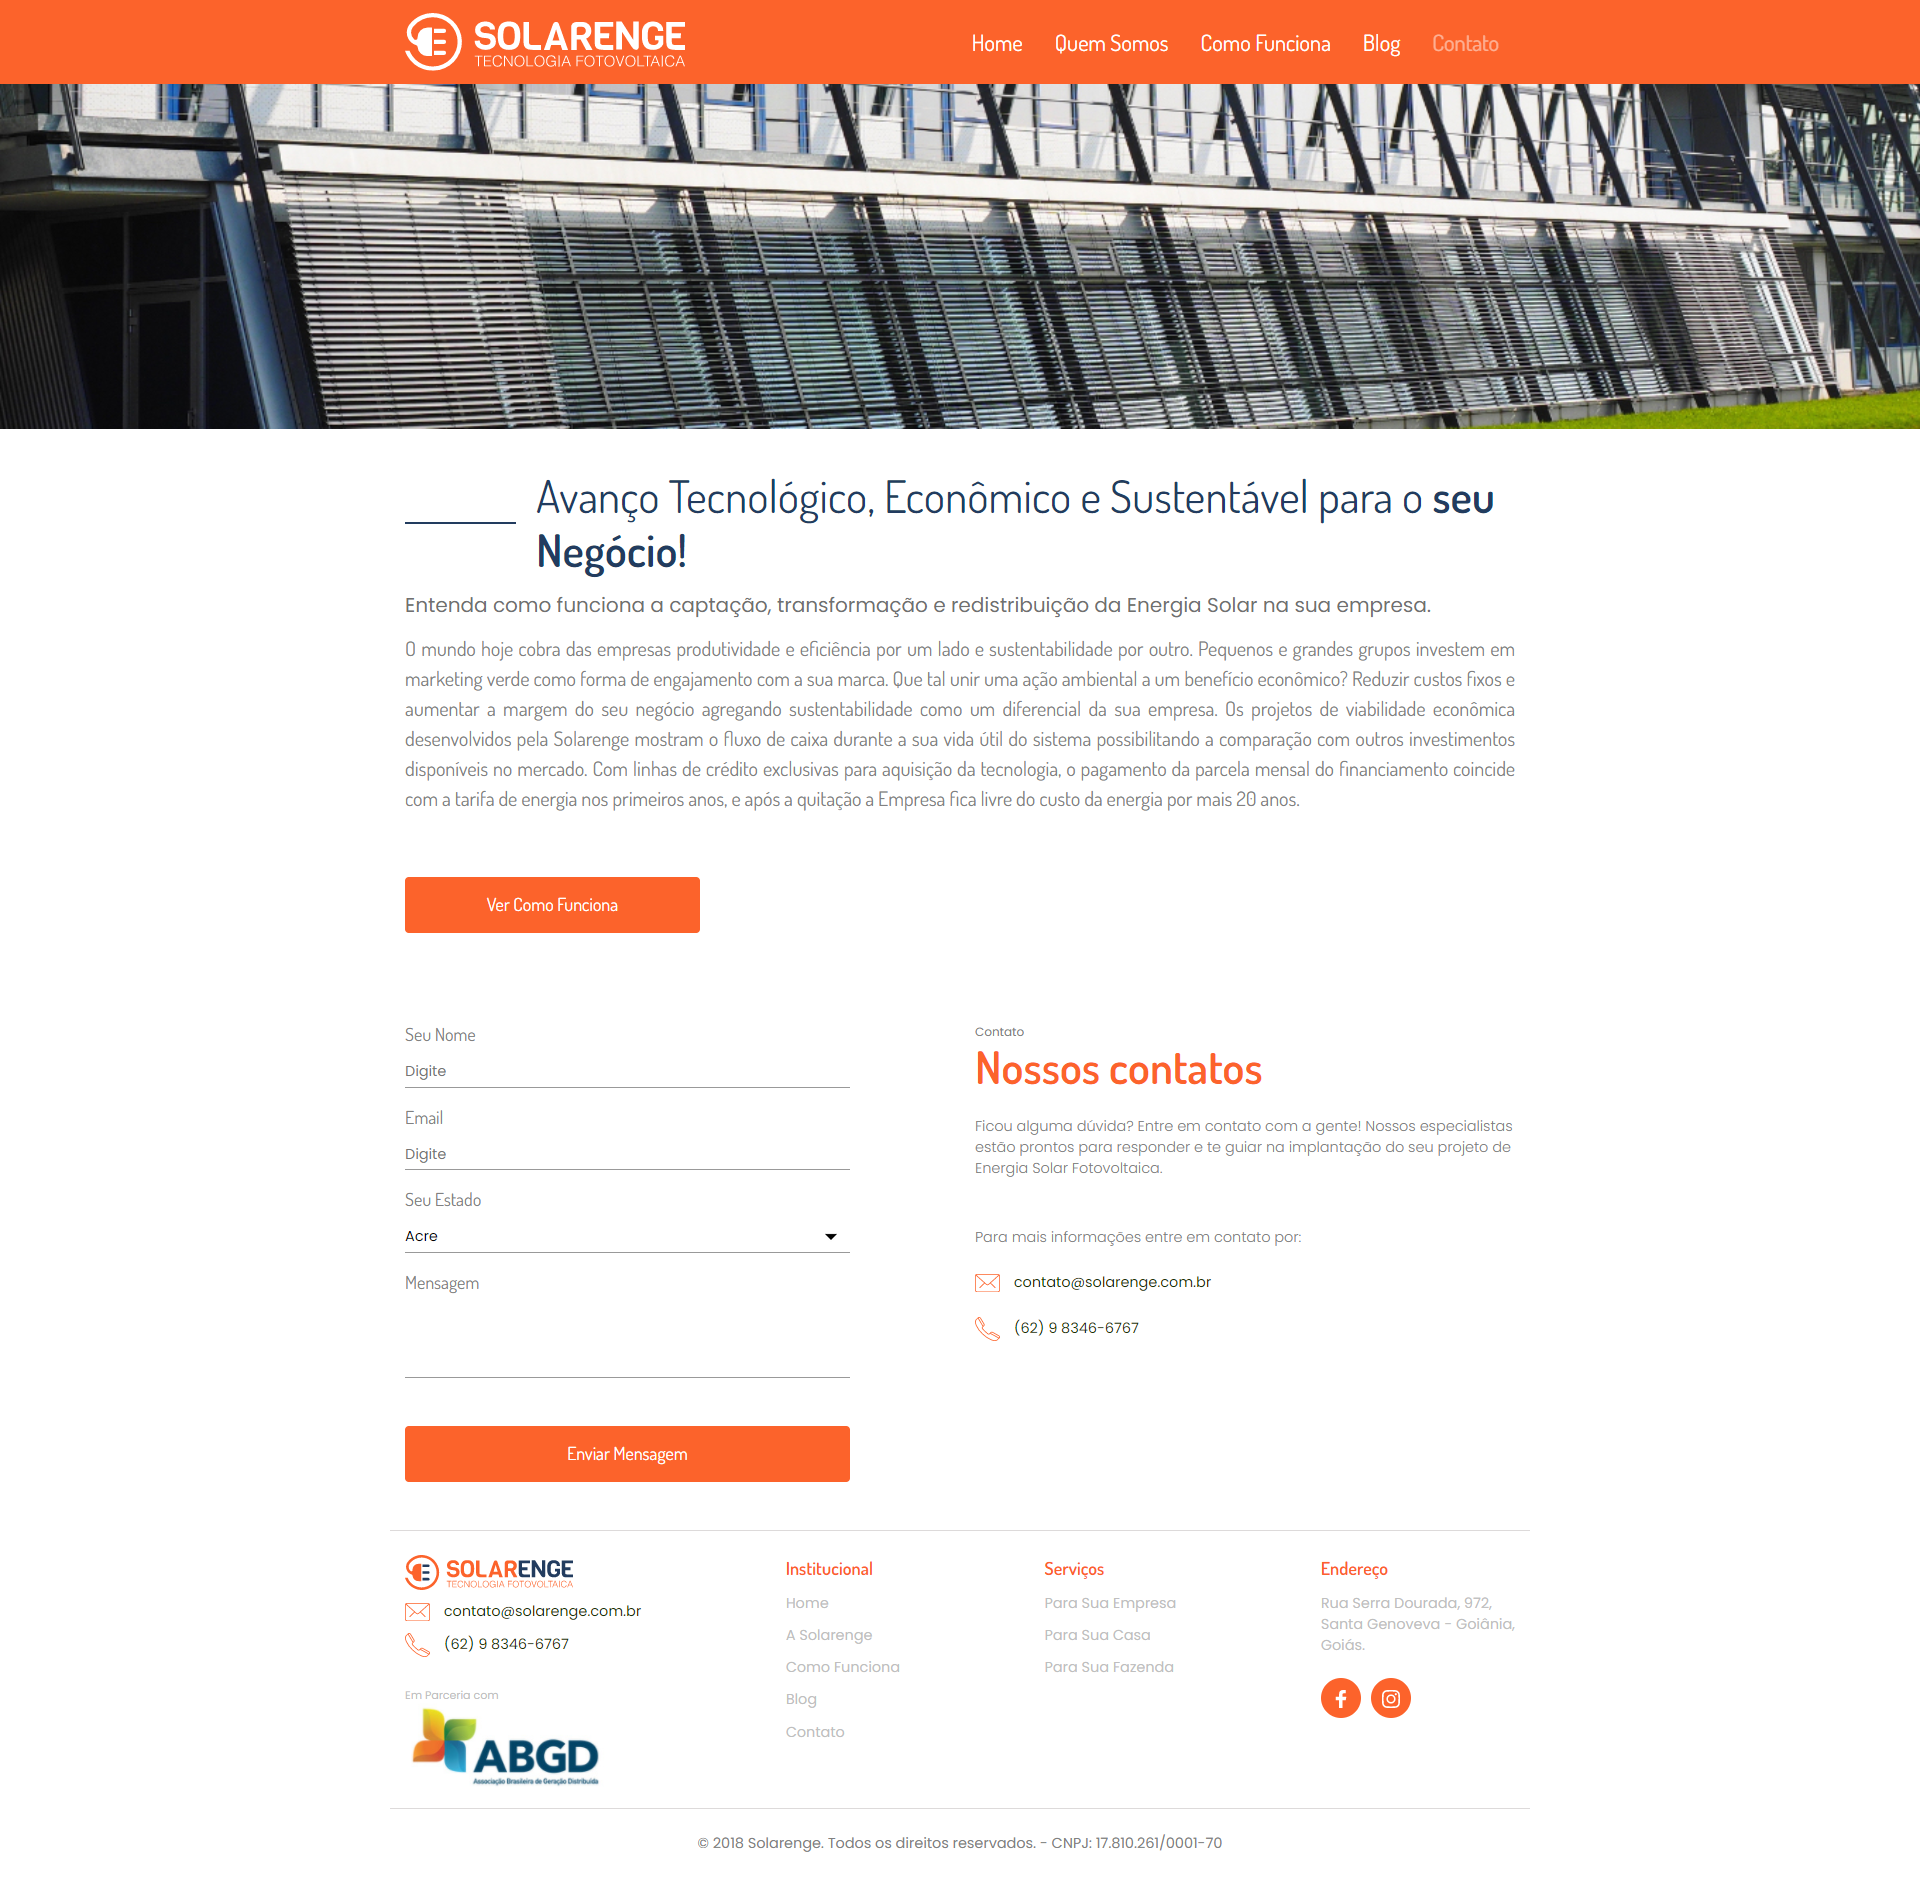 SOLARENGE
TECNOLOGIA FOTOVOLTAICA
Home Quem Somos Como Funciona Blog Contato
Avanço Tecnológico, Econômico e Sustentável para o seu
Negócio!
Entenda como funciona a captação, transformação e redistribuição da Energia Solar na sua empresa.
O mundo hoje cobra das empresas produtividade e eficiência por um lado e sustentabilidade por outro. Pequenos e grandes grupos investem em
marketing verde como forma de engajamento com a sua marca. Que tal unir uma ação ambiental a um benefício econômico? Reduzir custos fixos e
aumentar a margem do seu negócio agregando sustentabilidade como um diferencial da sua empresa. Os projetos de viabilidade econômica
desenvolvidos pela Solarenge mostram o fluxo de caixa durante a sua vida útil do sistema possibilitando a comparação com outros investimentos
disponíveis no mercado. Com linhas de crédito exclusivas para aquisição da tecnologia, o pagamento da parcela mensal do financiamento coincide
com a tarifa de energia nos primeiros anos, e após a quitação a Empresa fica livre do custo da energia por mais 20 anos.
Ver Como Funciona
Seu Nome
Digite
Email
Digite
Seu Estado
Acre
Mensagem
Enviar Mensagem
Contato
Nossos contatos
Ficou alguma dúvida? Entre em contato com a gente! Nossos especialistas
estão prontos para responder e te guiar na implantação do seu projeto de
Energia Solar Fotovoltaica.
Para mais informações entre em contato por:
contato@solarenge.com.br
(62) 9 8346-6767
SOLARENGE
TECNOLOGIA FOTOVOLTAICA
contato@solarenge.com.br
(62) 9 8346-6767
Em Parceria com
ABGD
Associação Brasileira de Geração Distribuída
Institucional
Home
A Solarenge
Como Funciona
Blog
Contato
Serviços
Para Sua Empresa
Para Sua Casa
Para Sua Fazenda
Endereço
Rua Serra Dourada, 972,
Santa Genoveva - Goiânia,
Goiás.
© 2018 Solarenge. Todos os direitos reservados. - CNPJ: 17.810.261/0001-70